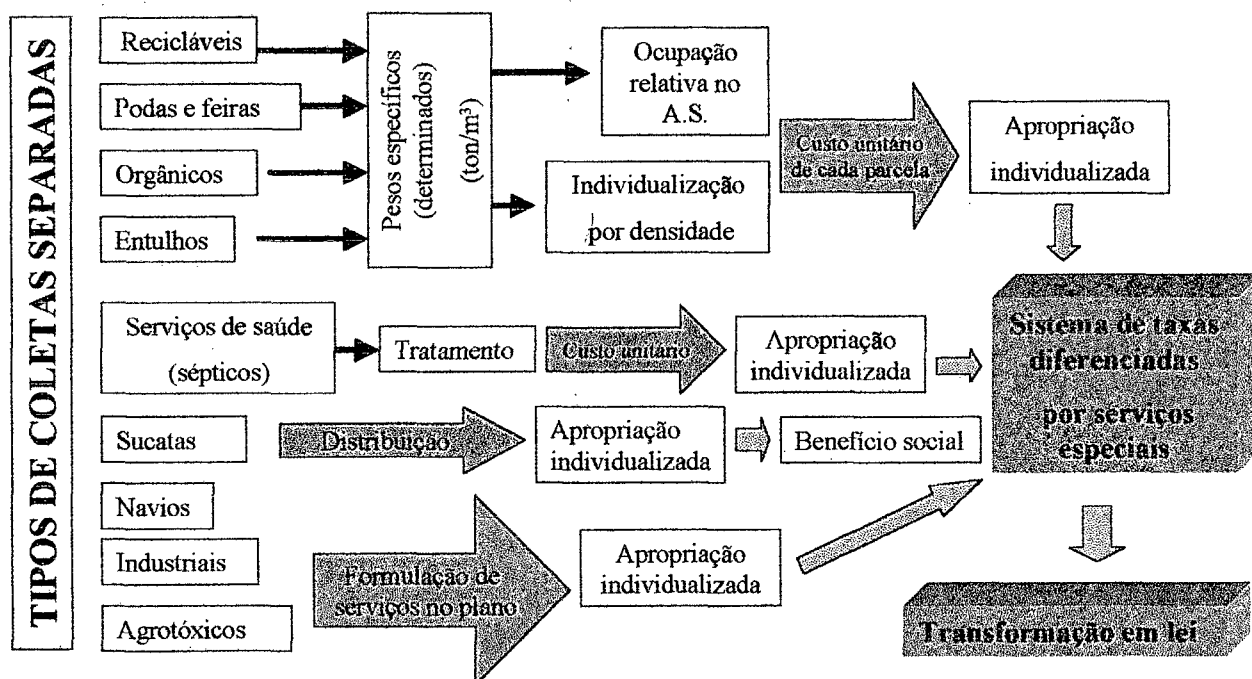 TIPOS DE COLETAS SEPARADAS
Recicláveis
Podas e feiras
Orgânicos
Entulhos
Pesos específicos
(determinados)
(ton/m³)
Ocupação
relativa no
A.S.
Individualização
por densidade
Custo unitário
de cada parcela
Apropriação
individualizada
Serviços de saúde
(sépticos)
Tratamento
Custo unitário
Apropriação
individualizada
Sucatas
Distribuição
Apropriação
individualizada
Benefício social
Navios
Industriais
Agrotóxicos
Formulação de
serviços no plano
Apropriação
individualizada
Sistema de taxas
diferenciadas
por serviços
especiais
Transformação em lei